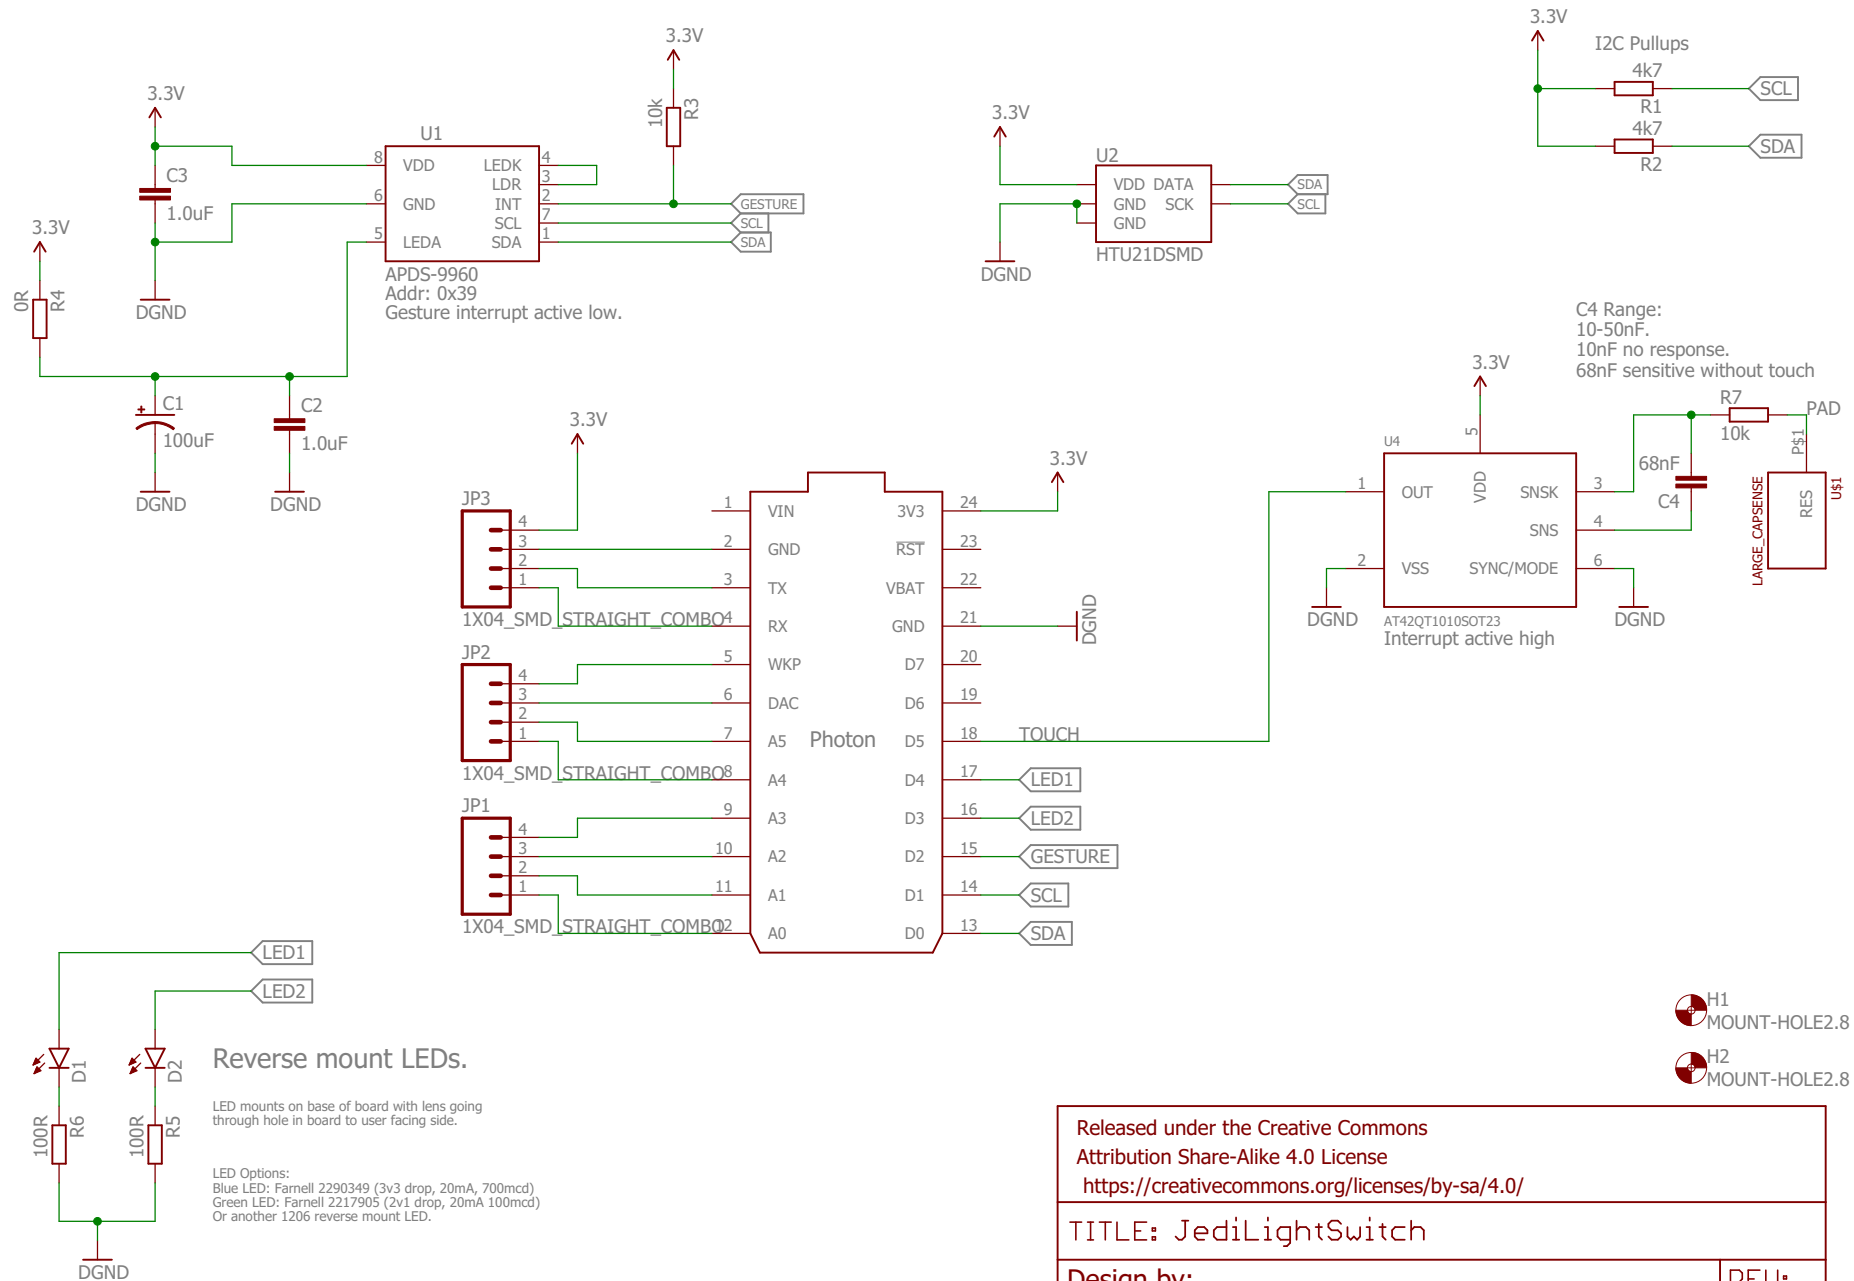 3.3V
I2C Pullups
4k7
SCL
R1
4k7
SDA
R2
3.3V
10k
R3
3.3V
C3
1.0uF
DGND
U1
8 VDD LEDK 4
LDR 3
6 GND INT 2
SCL 7
5 LEDA SDA 1
APDS-9960
Addr: 0x39
Gesture interrupt active low.
GESTURE
SCL
SDA
3.3V
0R
R4
C1
100uF
DGND
C2
1.0uF
DGND
3.3V
U2
VDD DATA
GND SCK
GND
HTU21DSMD
SDA
SCL
DGND
C4 Range:
10-50nF.
10nF no response.
68nF sensitive without touch
3.3V
R7
10k
PAD
P$1
68nF
C4
RES
U$1
LARGE_CAPSENSE
U4
5
VDD
1 OUT SNSK 3
SNS 4
2 VSS SYNC/MODE 6
DGND
DGND
AT42QT1010SOT23
Interrupt active high
3.3V
JP3
4
3
2
1
1X04_SMD_STRAIGHT_COMBO
JP2
4
3
2
1
1X04_SMD_STRAIGHT_COMBO
JP1
4
3
2
1
1X04_SMD_STRAIGHT_COMBO
3.3V
1 VIN 3V3 24
2 GND RST 23
3 TX VBAT 22
4 RX GND 21
DGND
5 WKP D7 20
6 DAC D6 19
7 A5 Photon D5 18 TOUCH
8 A4 D4 17 LED1
9 A3 D3 16 LED2
10 A2 D2 15 GESTURE
11 A1 D1 14 SCL
12 A0 D0 13 SDA
LED1
LED2
D1
D2
100R
R6
100R
R5
DGND
Reverse mount LEDs.
LED mounts on base of board with lens going
through hole in board to user facing side.
LED Options:
Blue LED: Farnell 2290349 (3v3 drop, 20mA, 700mcd)
Green LED: Farnell 2217905 (2v1 drop, 20mA 100mcd)
Or another 1206 reverse mount LED.
H1
MOUNT-HOLE2.8
H2
MOUNT-HOLE2.8
Released under the Creative Commons
Attribution Share-Alike 4.0 License
https://creativecommons.org/licenses/by-sa/4.0/
TITLE: JediLightSwitch
Design by:
REV: